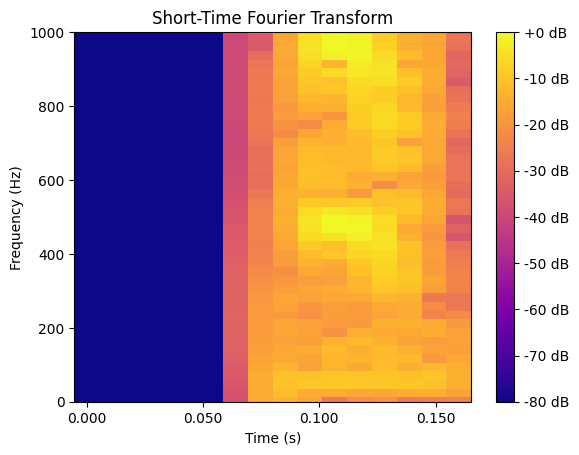 Short-Time Fourier Transform
1000
800
600
400
200
0
Frequency (Hz)
0.000
0.050
0.100
0.150
Time (s)
+0 dB
-10 dB
-20 dB
-30 dB
-40 dB
-50 dB
-60 dB
-70 dB
-80 dB